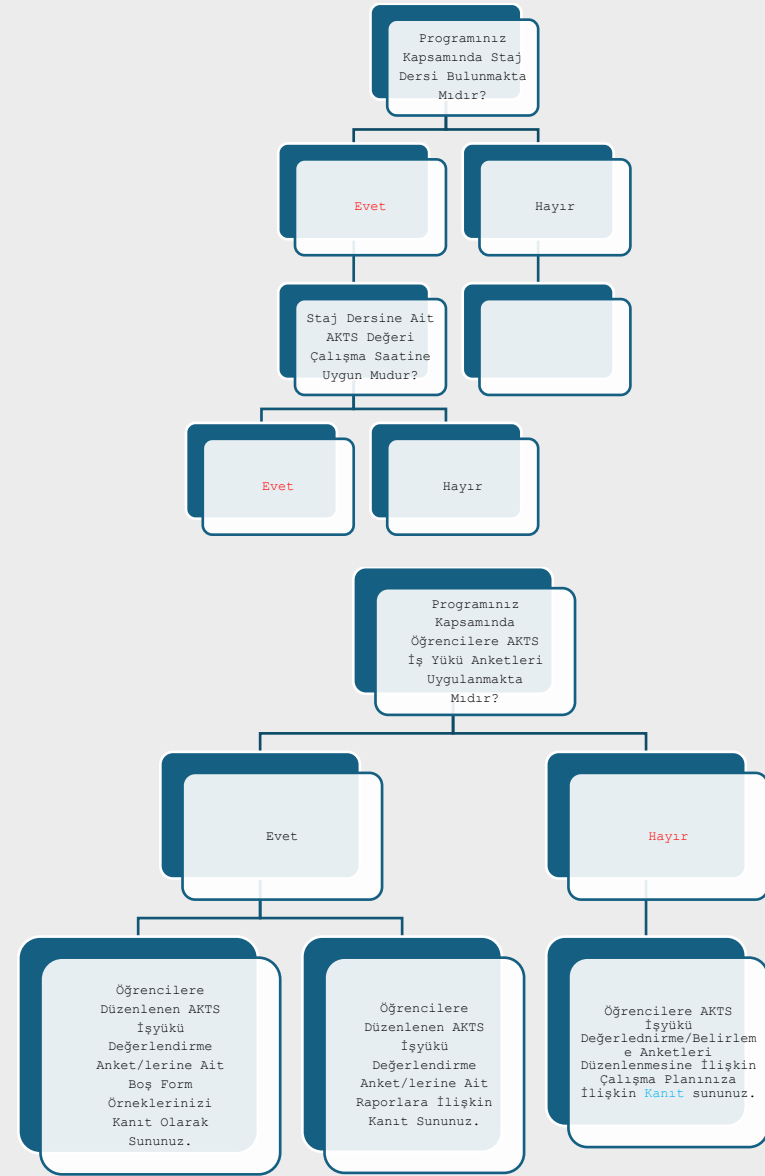 Programınız
Kapsamında Staj
Dersi Bulunmakta
Mıdır?
Evet
Hayır
Staj Dersine Ait
AKTS Değeri
Çalışma Saatine
Uygun Mudur?
Evet
Hayır
Programınız
Kapsamında
Öğrencilere AKTS
İş Yükü Anketleri
Uygulanmakta
Mıdır?
Evet
Hayır
Öğrencilere
Düzenlenen AKTS
İşyükü
Değerlendirme
Anket/lerine Ait
Boş Form
Örneklerinizi
Kanıt Olarak
Sununuz.
Öğrencilere
Düzenlenen AKTS
İşyükü
Değerlendirme
Anket/lerine Ait
Raporlara İlişkin
Kanıt Sununuz.
Öğrencilere AKTS
İşyükü
Değerlednirme/Belirlem
e Anketleri
Düzenlenmesine İlişkin
Çalışma Planınıza
İlişkin Kanıt sununuz.